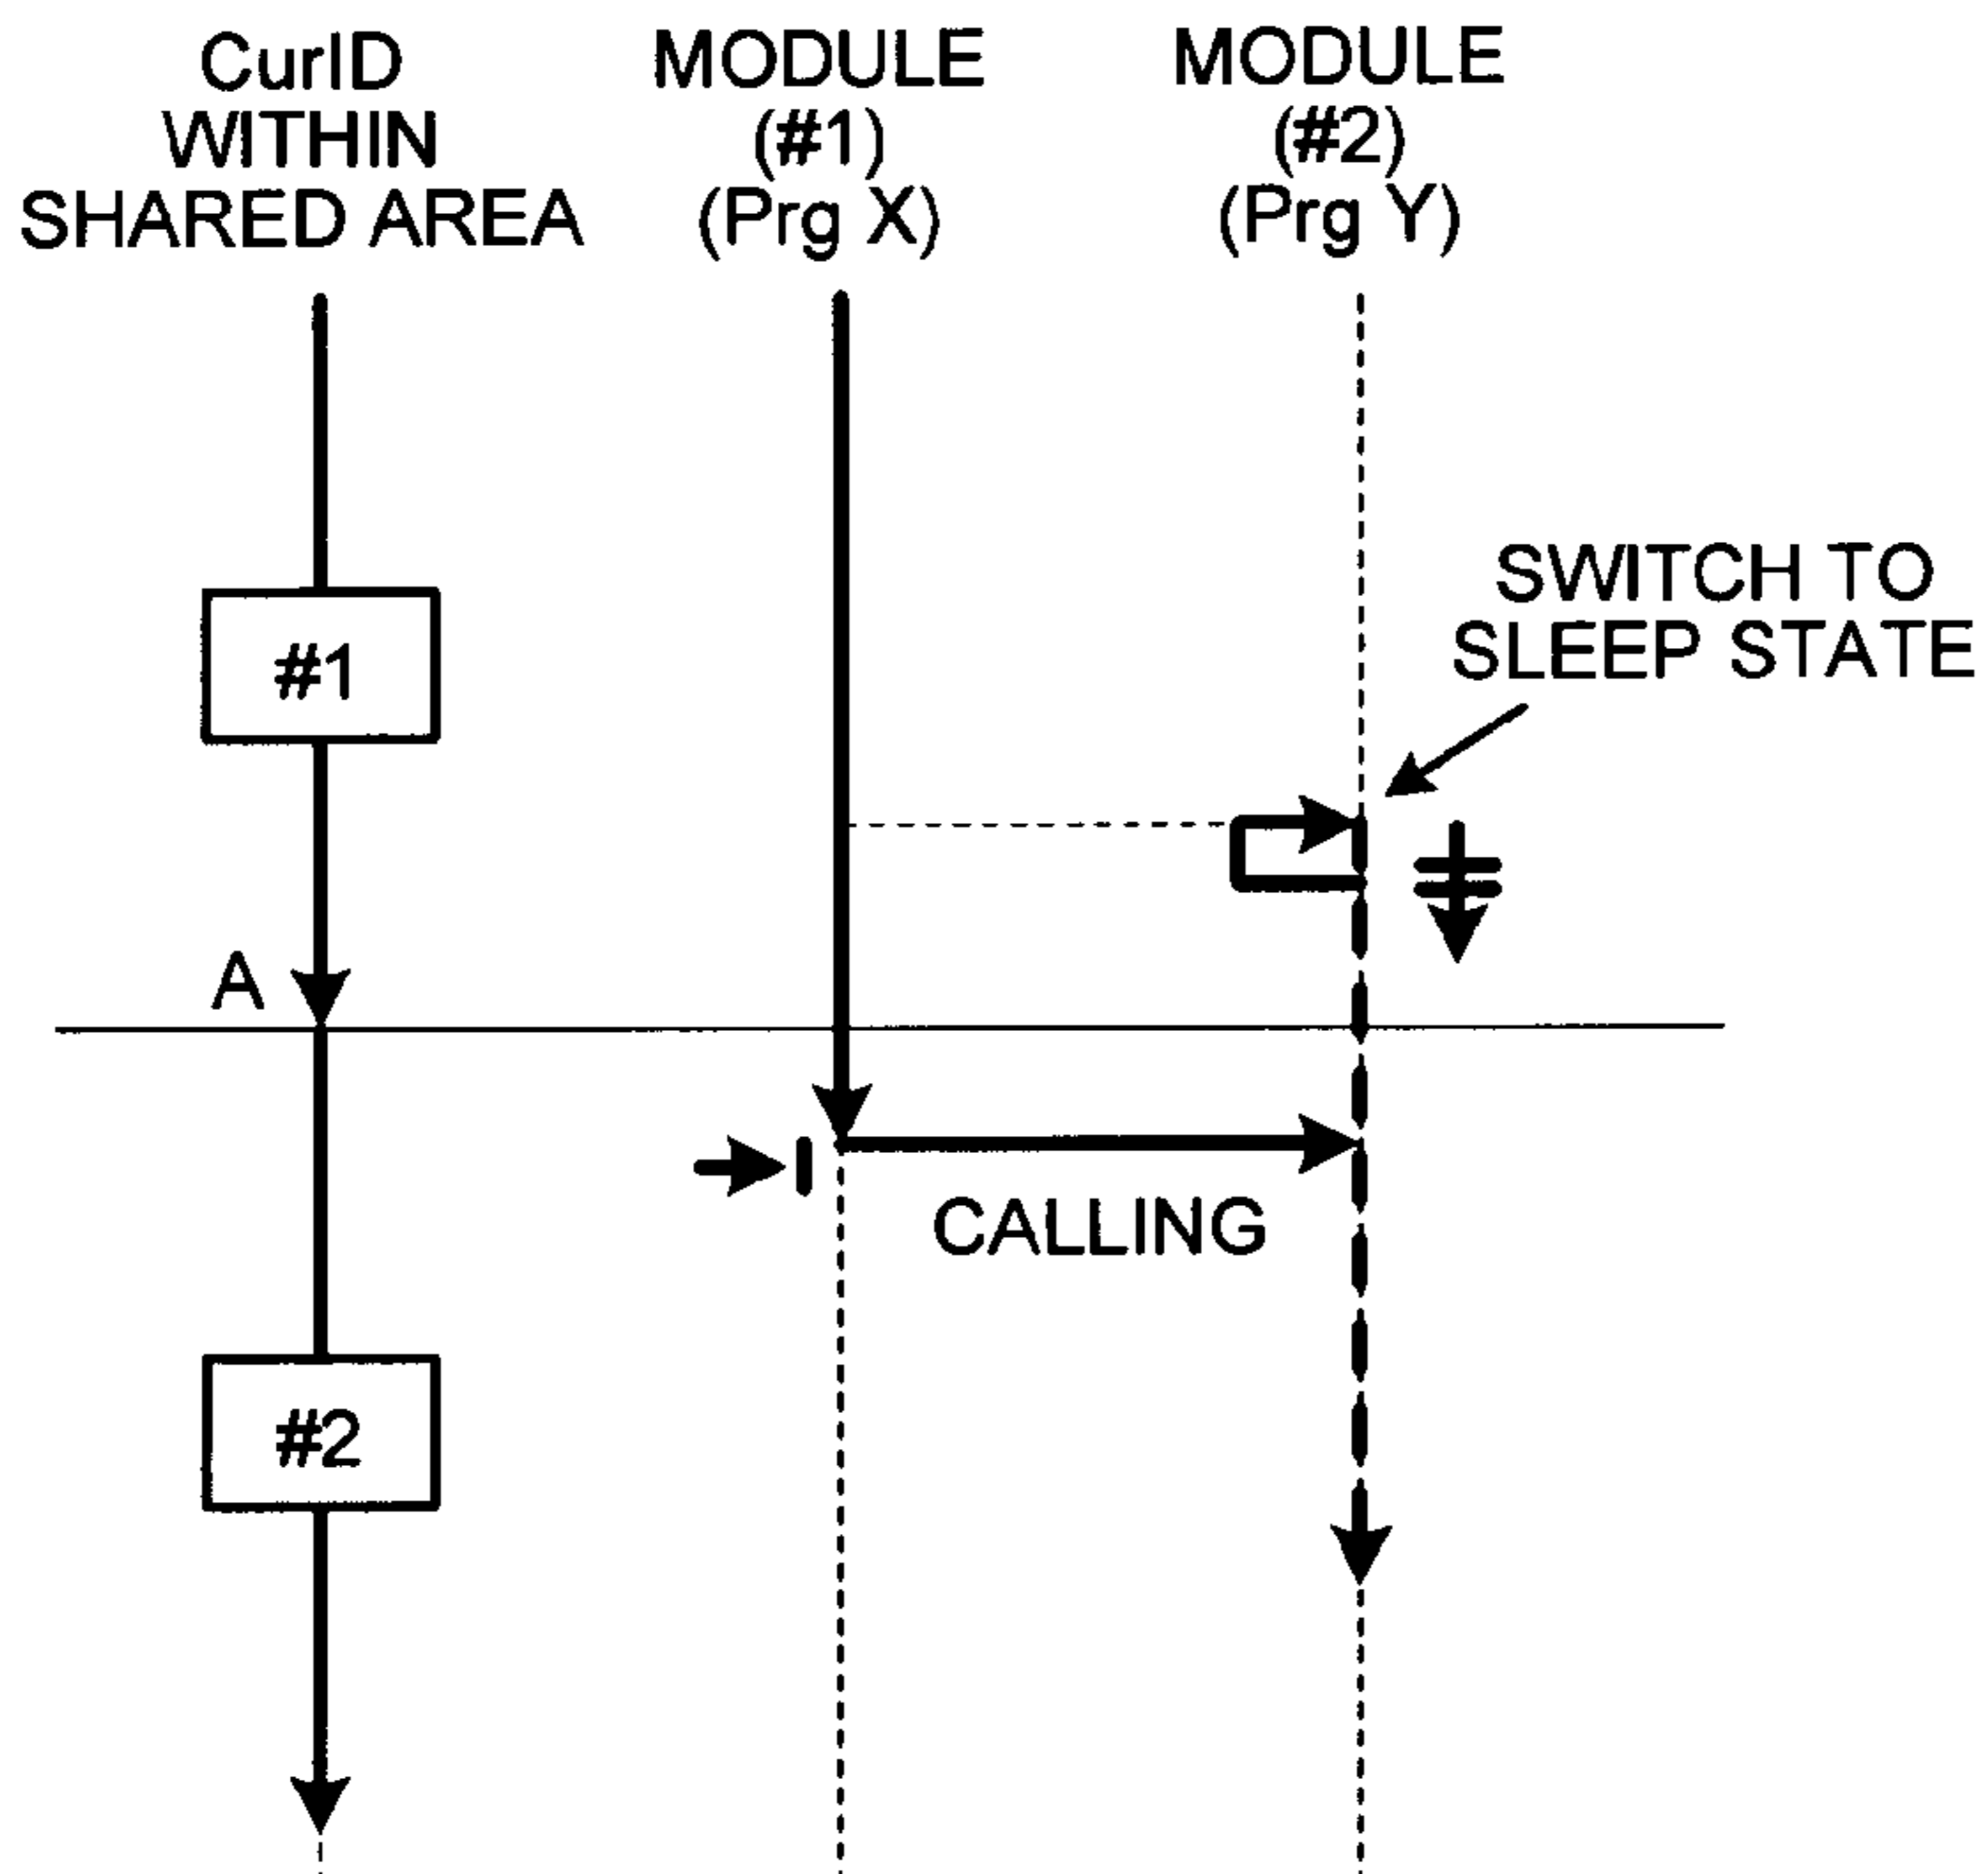 CurID
WITHIN
SHARED AREA
MODULE
(#1)
(Prg X)
MODULE
(#2)
(Prg Y)
SWITCH TO
SLEEP STATE
#1
A
CALLING
#2